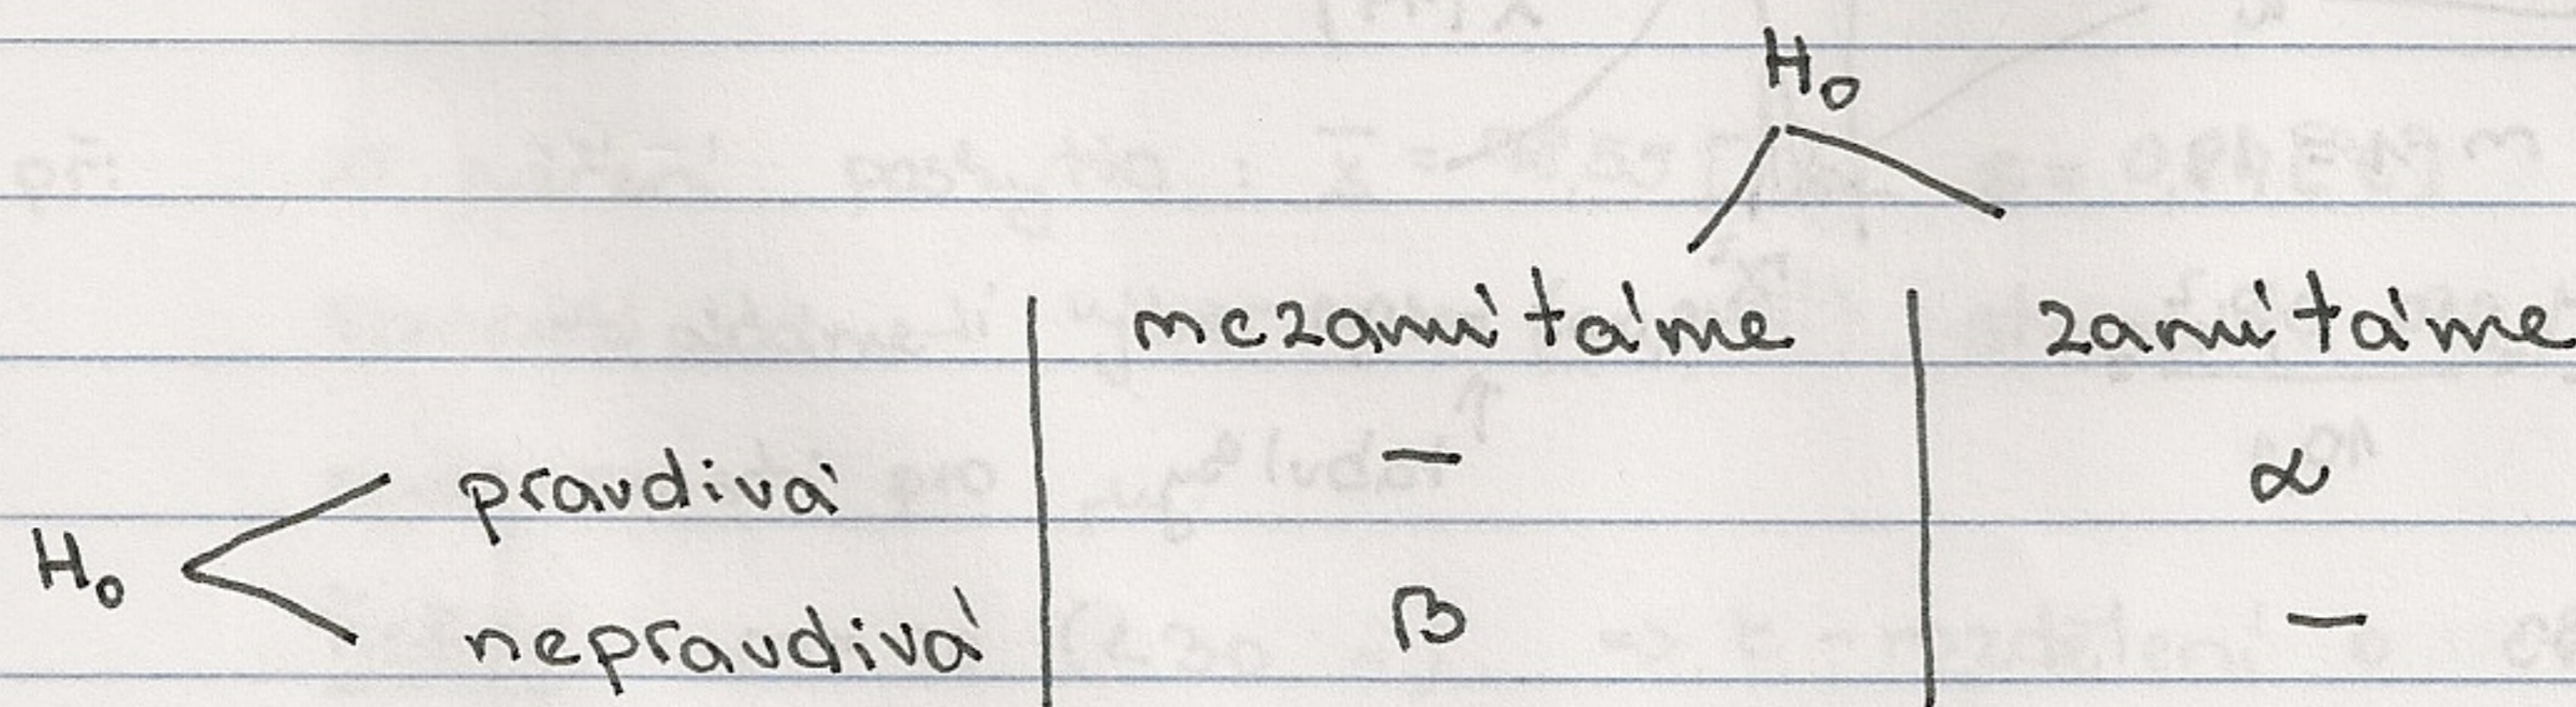 H₀
nezamítáme zamítáme
pravdivá – α
H₀
nepravdivá β –